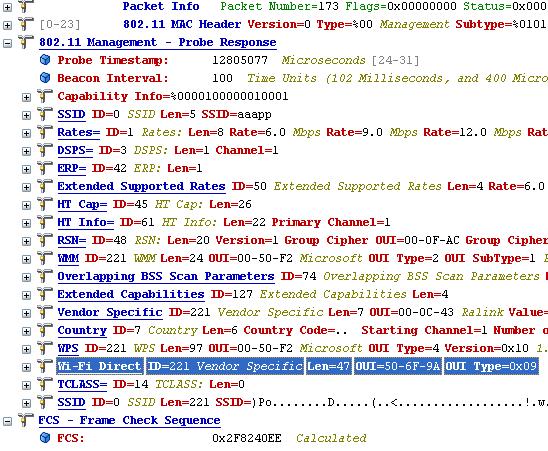 Packet Info Packet Number=173 Flags=0x00000000 Status=0x000
[0-23] 802.11 MAC Header Version=0 Type=%00 Management Subtype=%0101
802.11 Management - Probe Response
Probe Timestamp: 12805077 Microseconds [24-31]
Beacon Interval: 100 Time Units (102 Milliseconds, and 400 Micro
Capability Info=%0000100000010001
SSID ID=0 SSID Len=5 SSID=aaapp
Rates= ID=1 Rates: Len=8 Rate=6.0 Mbps Rate=9.0 Mbps Rate=12.0 Mbps Rat
DSPS= ID=3 DSPS: Len=1 Channel=1
ERP= ID=42 ERP: Len=1
Extended Supported Rates ID=50 Extended Supported Rates Len=4 Rate=6.0
HT Cap= ID=45 HT Cap: Len=26
HT Info= ID=61 HT Info: Len=22 Primary Channel=1
RSN= ID=48 RSN: Len=20 Version=1 Group Cipher OUI=00-0F-AC Group Cipher
WMM ID=221 WMM Len=24 OUI=00-50-F2 Microsoft OUI Type=2 OUI SubType=1
Overlapping BSS Scan Parameters ID=74 Overlapping BSS Scan Parameters
Extended Capabilities ID=127 Extended Capabilities Len=4
Vendor Specific ID=221 Vendor Specific Len=7 OUI=00-0C-43 Ralink Value=
Country ID=7 Country Len=6 Country Code=.. Starting Channel=1 Number o
WPS ID=221 WPS Len=97 OUI=00-50-F2 Microsoft OUI Type=4 Version=0x10 1.
Wi-Fi Direct ID=221 Vendor Specific Len=47 OUI=50-6F-9A OUI Type=0x09
TCLASS= ID=14 TCLASS: Len=0
SSID ID=0 SSID Len=221 SSID=)Po........D.....(..<................!.w.
FCS - Frame Check Sequence
FCS: 0x2F8240EE Calculated